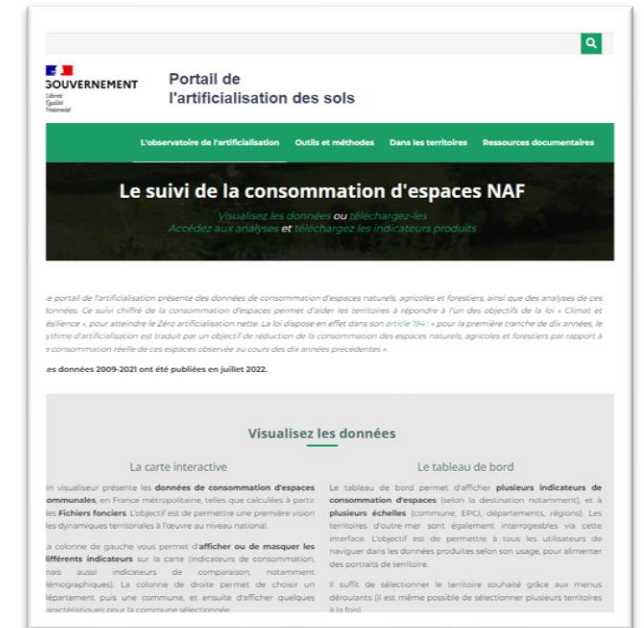 GOUVERNEMENT
Liberté
Égalité
Fraternité
Portail de
l'artificialisation des sols
L'observatoire de l'artificialisation Outils et méthodes Dans les territoires Ressources documentaires
Le suivi de la consommation d'espaces NAF
Visualisez les données ou téléchargez-les
Accédez aux analyses et téléchargez les indicateurs produits
e portail de l'artificialisation présente des données de consommation d'espaces naturels, agricoles et forestiers, ainsi que des analyses de ces
données. Ce suivi chiffré de la consommation d'espaces permet d'aider les territoires à répondre à l'un des objectifs de la loi « Climat et
ésilience », pour atteindre le Zéro artificialisation nette. La loi dispose en effet dans son article 194 : « pour la première tranche de dix années, le
ythme d'artificialisation est traduit par un objectif de réduction de la consommation des espaces naturels, agricoles et forestiers par rapport à
a consommation réelle de ces espaces observée au cours des dix années précédentes ».
es données 2009-2021 ont été publiées en juillet 2022.
Visualisez les données
La carte interactive
n visualiseur présente les données de consommation d'espaces
communales, en France métropolitaine, telles que calculées à partir
des Fichiers fonciers. L'objectif est de permettre une première vision
des dynamiques territoriales à l'œuvre au niveau national.
a colonne de gauche vous permet d'afficher ou de masquer les
différents indicateurs sur la carte (indicateurs de consommation,
mais aussi indicateurs de comparaison, notamment
démographiques). La colonne de droite permet de choisir un
département puis une commune, et ensuite d'afficher quelques
caractéristiques pour la commune sélectionnée.
Le tableau de bord
Le tableau de bord permet d'afficher plusieurs indicateurs de
consommation d'espaces (selon la destination notamment), et à
plusieurs échelles (commune, EPCI, départements, régions). Les
territoires d'outre-mer sont également interrogeables via cette
interface. L'objectif est de permettre à tous les utilisateurs de
naviguer dans les données produites selon son usage, pour alimenter
des portraits de territoire.
Il suffit de sélectionner le territoire souhaité grâce aux menus
déroulants (il est même possible de sélectionner plusieurs territoires
à la fois)